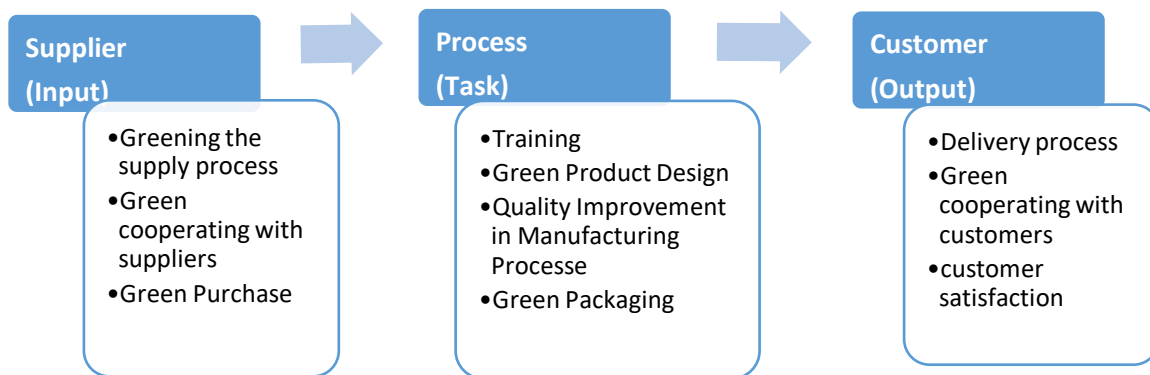 Supplier
(Input)
•Greening the
supply process
•Green
cooperating with
suppliers
•Green Purchase
Process
(Task)
•Training
•Green Product Design
•Quality Improvement
in Manufacturing
Processe
•Green Packaging
Customer
(Output)
•Delivery process
•Green
cooperating with
customers
•customer
satisfaction